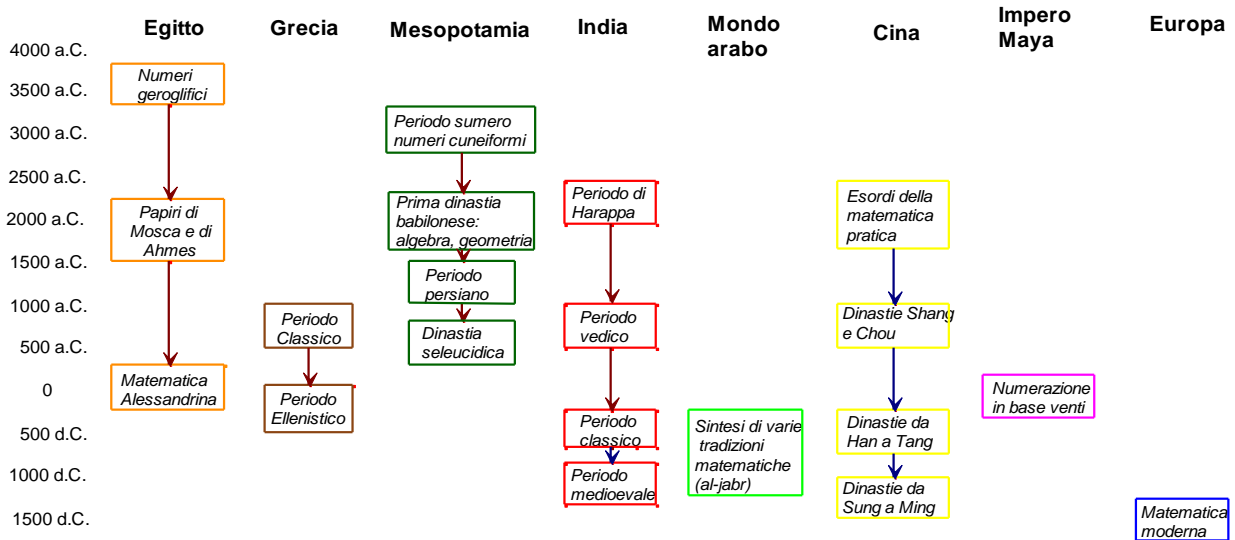 Egitto
Grecia
Mesopotamia
India
Mondo
arabo
Cina
Impero
Maya
Europa
4000 a.C.
3500 a.C.
3000 a.C.
2500 a.C.
2000 a.C.
1500 a.C.
1000 a.C.
500 a.C.
0
500 d.C.
1000 d.C.
1500 d.C.
Numeri
geroglifici
Papiri di
Mosca e di
Ahmes
Matematica
Alessandrina
Periodo
Classico
Periodo
Ellenistico
Periodo sumero
numeri cuneiformi
Prima dinastia
babilonese:
algebra, geometria
Periodo
persiano
Dinastia
seleucidica
Periodo di
Harappa
Periodo
vedico
Periodo
classico
Periodo
medioevale
Sintesi di varie
tradizioni
matematiche
(al-jabr)
Esordi della
matematica
pratica
Dinastie Shang
e Chou
Dinastie da
Han a Tang
Dinastie da
Sung a Ming
Numerazione
in base venti
Matematica
moderna